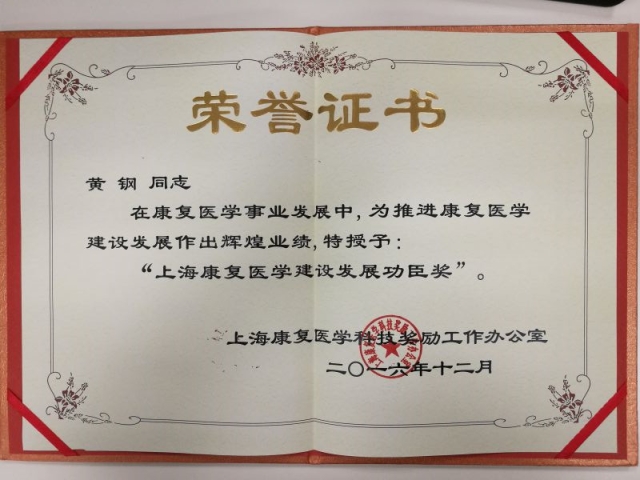 荣誉证书
黄 钢 同志
在康复医学事业发展中,为推进康复医学
建设发展作出辉煌业绩,特授予:
“上海康复医学建设发展功臣奖”。
上海康复医学科技奖励工作办公室
二〇一六年十二月